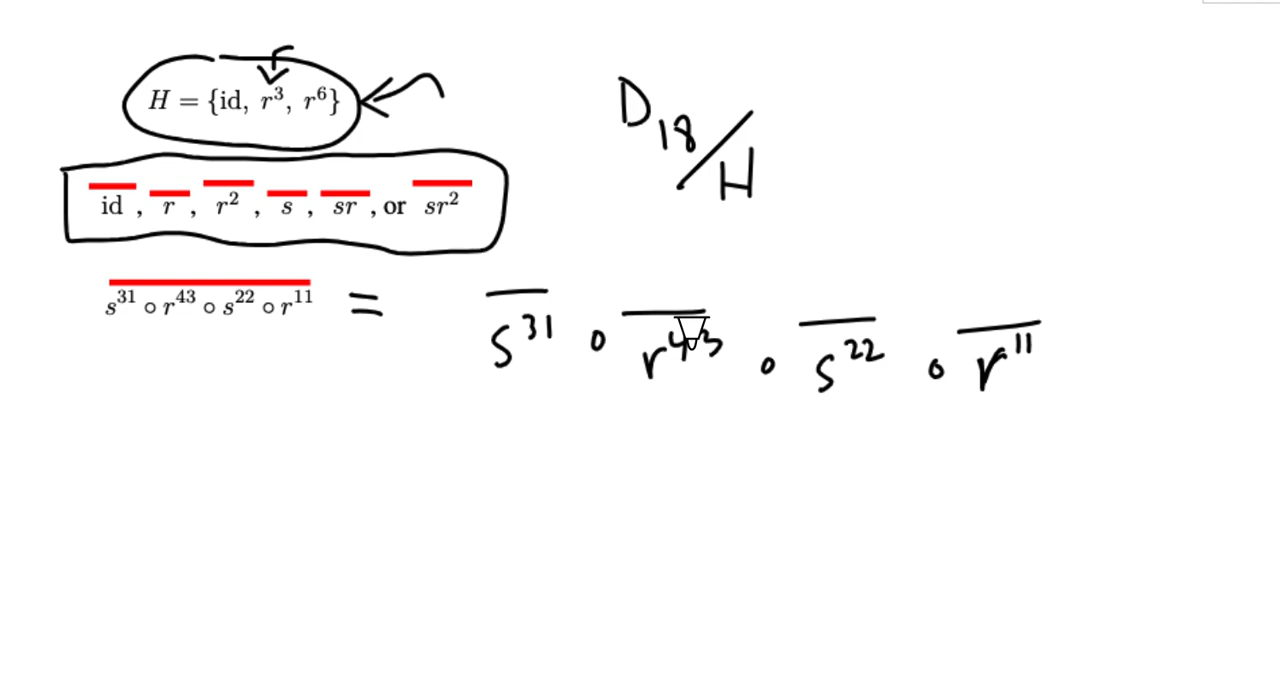 H = {id, r³, r⁶}
D₁₈/H
id , r , r² , s , sr , or sr²
s³¹ ∘ r⁴³ ∘ s²² ∘ r¹¹ = s³¹ ∘ r⁴³ ∘ s²² ∘ r¹¹